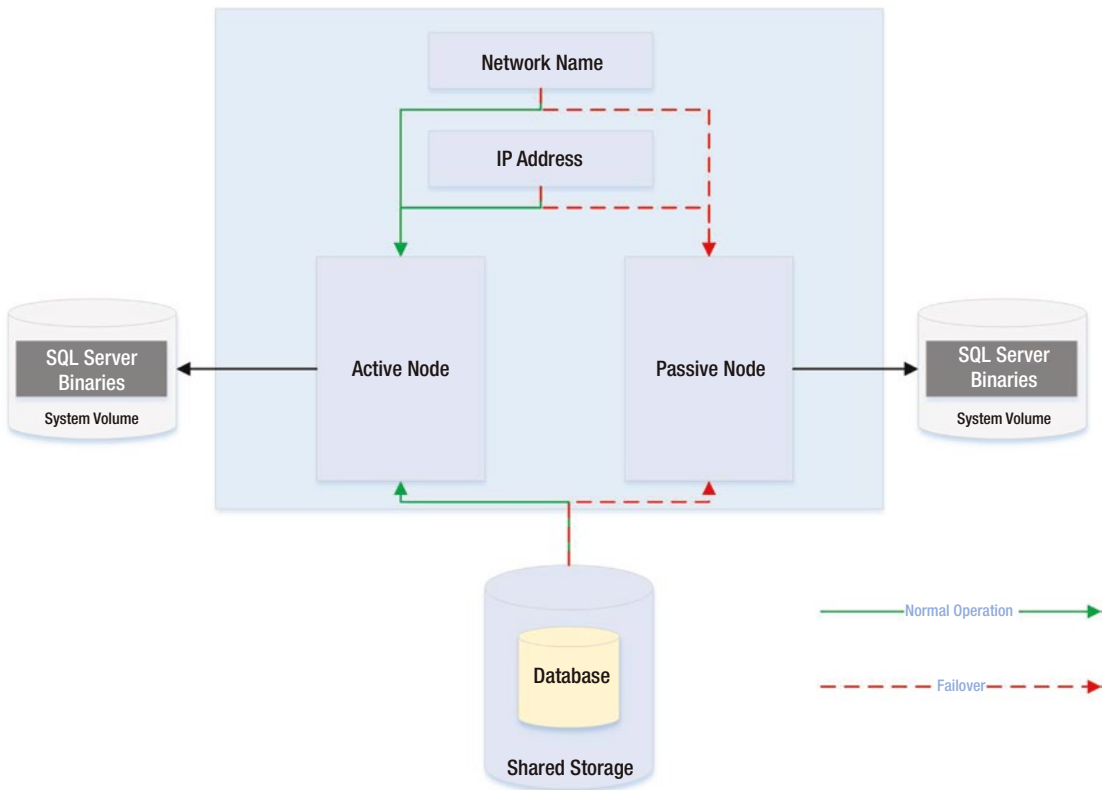 Network Name
IP Address
Active Node
Passive Node
SQL Server
Binaries
System Volume
SQL Server
Binaries
System Volume
Database
Shared Storage
Normal Operation
Failover